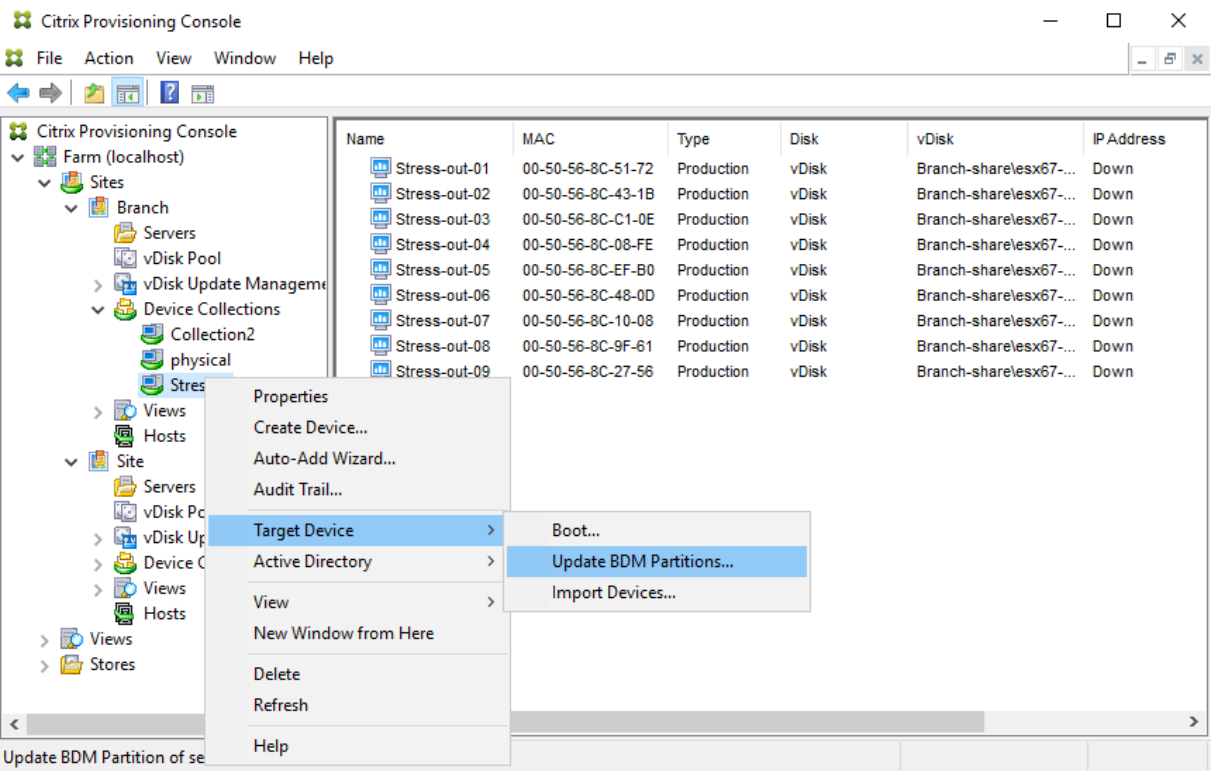 Citrix Provisioning Console
File Action View Window Help
Citrix Provisioning Console
Farm (localhost)
Sites
Branch
Servers
vDisk Pool
vDisk Update Manageme
Device Collections
Collection2
physical
Stres
Views
Hosts
Site
Servers
vDisk Po
vDisk Up
Device C
Views
Hosts
Views
Stores
Name MAC Type Disk vDisk IP Address
Stress-out-01 00-50-56-8C-51-72 Production vDisk Branch-share\esx67-... Down
Stress-out-02 00-50-56-8C-43-1B Production vDisk Branch-share\esx67-... Down
Stress-out-03 00-50-56-8C-C1-0E Production vDisk Branch-share\esx67-... Down
Stress-out-04 00-50-56-8C-08-FE Production vDisk Branch-share\esx67-... Down
Stress-out-05 00-50-56-8C-EF-B0 Production vDisk Branch-share\esx67-... Down
Stress-out-06 00-50-56-8C-48-0D Production vDisk Branch-share\esx67-... Down
Stress-out-07 00-50-56-8C-10-08 Production vDisk Branch-share\esx67-... Down
Stress-out-08 00-50-56-8C-9F-61 Production vDisk Branch-share\esx67-... Down
Stress-out-09 00-50-56-8C-27-56 Production vDisk Branch-share\esx67-... Down
Properties
Create Device...
Auto-Add Wizard...
Audit Trail...
Target Device
Active Directory
View
New Window from Here
Delete
Refresh
Help
Boot...
Update BDM Partitions...
Import Devices...
Update BDM Partition of se